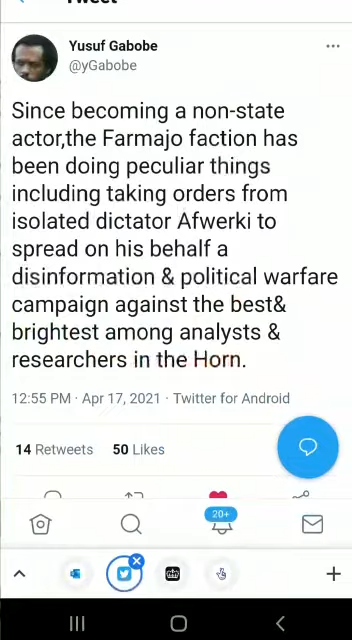 Yusuf Gabobe
@yGabobe
Since becoming a non-state
actor,the Farmajo faction has
been doing peculiar things
including taking orders from
isolated dictator Afwerki to
spread on his behalf a
disinformation & political warfare
campaign against the best&
brightest among analysts &
researchers in the Horn.
12:55 PM · Apr 17, 2021 · Twitter for Android
14 Retweets 50 Likes
20+